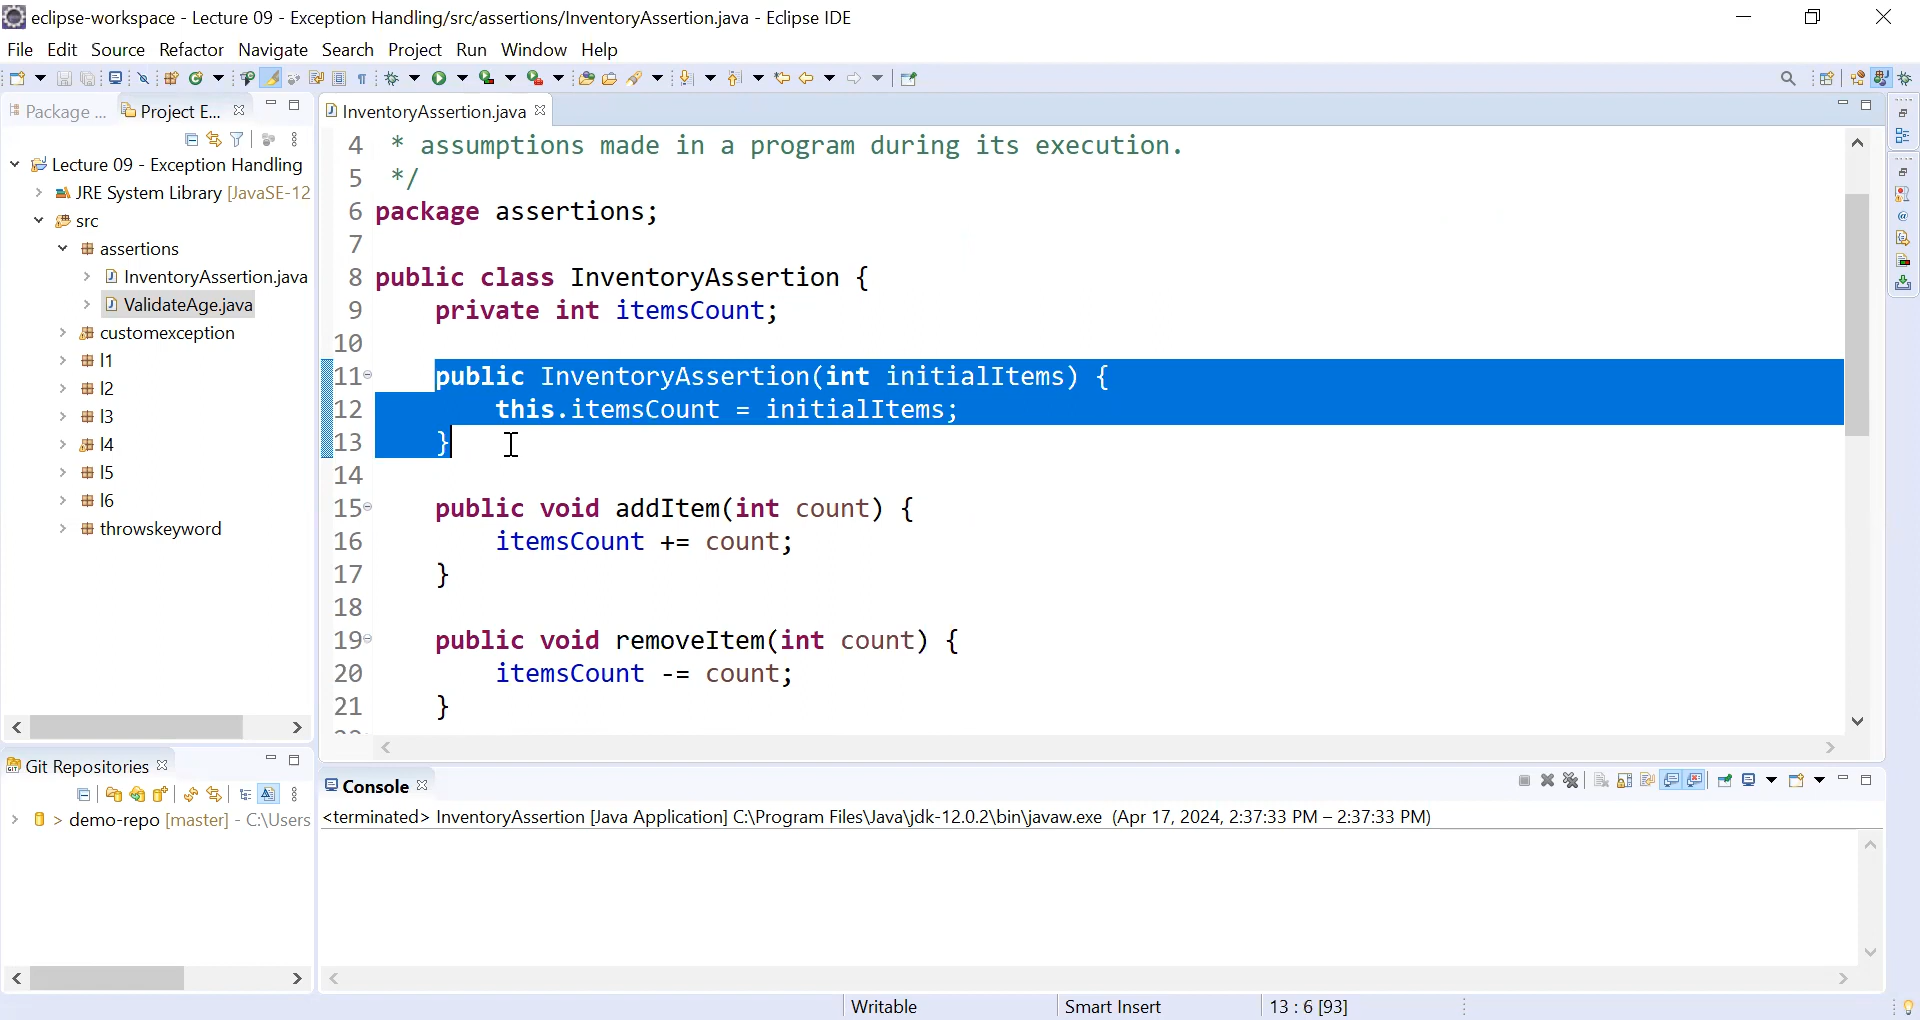 eclipse-workspace - Lecture 09 - Exception Handling/src/assertions/InventoryAssertion.java - Eclipse IDE
File Edit Source Refactor Navigate Search Project Run Window Help
Package ... Project E...
InventoryAssertion.java
Lecture 09 - Exception Handling
JRE System Library [JavaSE-12
src
assertions
InventoryAssertion.java
ValidateAge.java
customexception
l1
l2
l3
l4
l5
l6
throwskeyword
4 * assumptions made in a program during its execution.
5 */
6 package assertions;
7
8 public class InventoryAssertion {
9 private int itemsCount;
10
11 public InventoryAssertion(int initialItems) {
12 this.itemsCount = initialItems;
13 }
14
15 public void addItem(int count) {
16 itemsCount += count;
17 }
18
19 public void removeItem(int count) {
20 itemsCount -= count;
21 }
Git Repositories
> demo-repo [master] - C:\Users
Console
<terminated> InventoryAssertion [Java Application] C:\Program Files\Java\jdk-12.0.2\bin\javaw.exe (Apr 17, 2024, 2:37:33 PM – 2:37:33 PM)
Writable Smart Insert 13 : 6 [93]